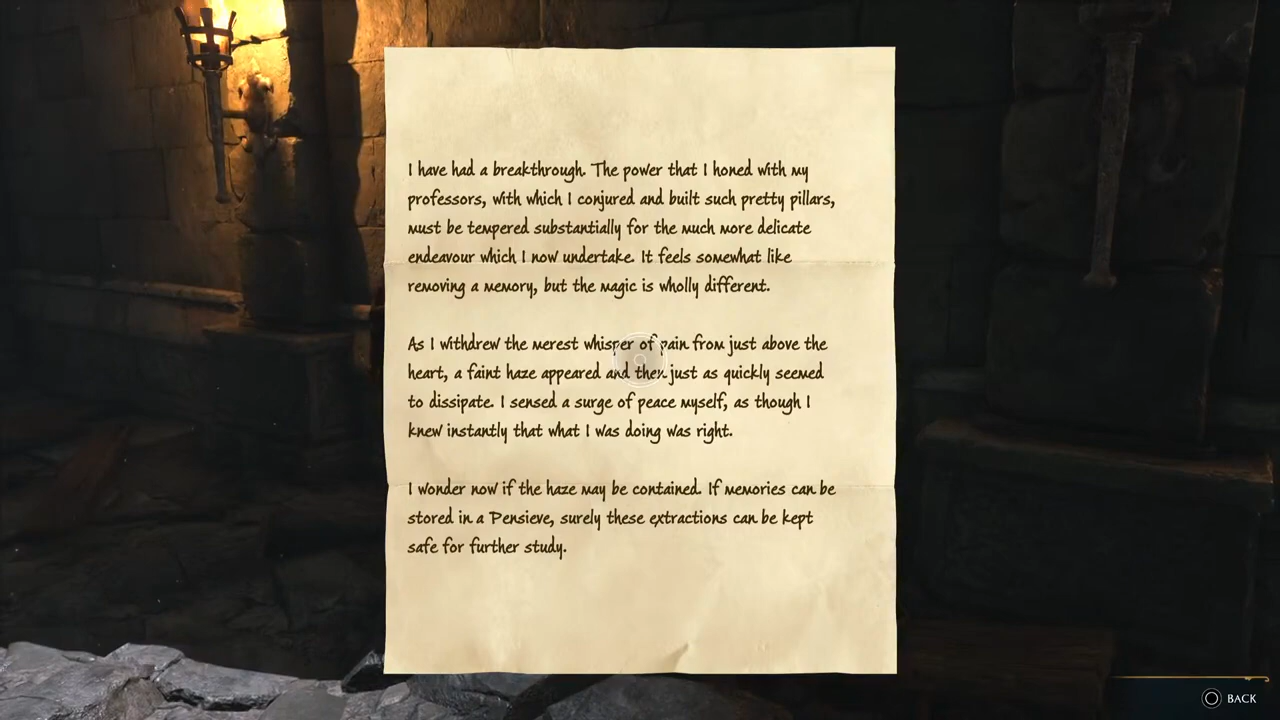 I have had a breakthrough. The power that I honed with my
professors, with which I conjured and built such pretty pillars,
must be tempered substantially for the much more delicate
endeavour which I now undertake. It feels somewhat like
removing a memory, but the magic is wholly different.
As I withdrew the merest whisper of pain from just above the
heart, a faint haze appeared and then just as quickly seemed
to dissipate. I sensed a surge of peace myself, as though I
knew instantly that what I was doing was right.
I wonder now if the haze may be contained. If memories can be
stored in a Pensieve, surely these extractions can be kept
safe for further study.
BACK